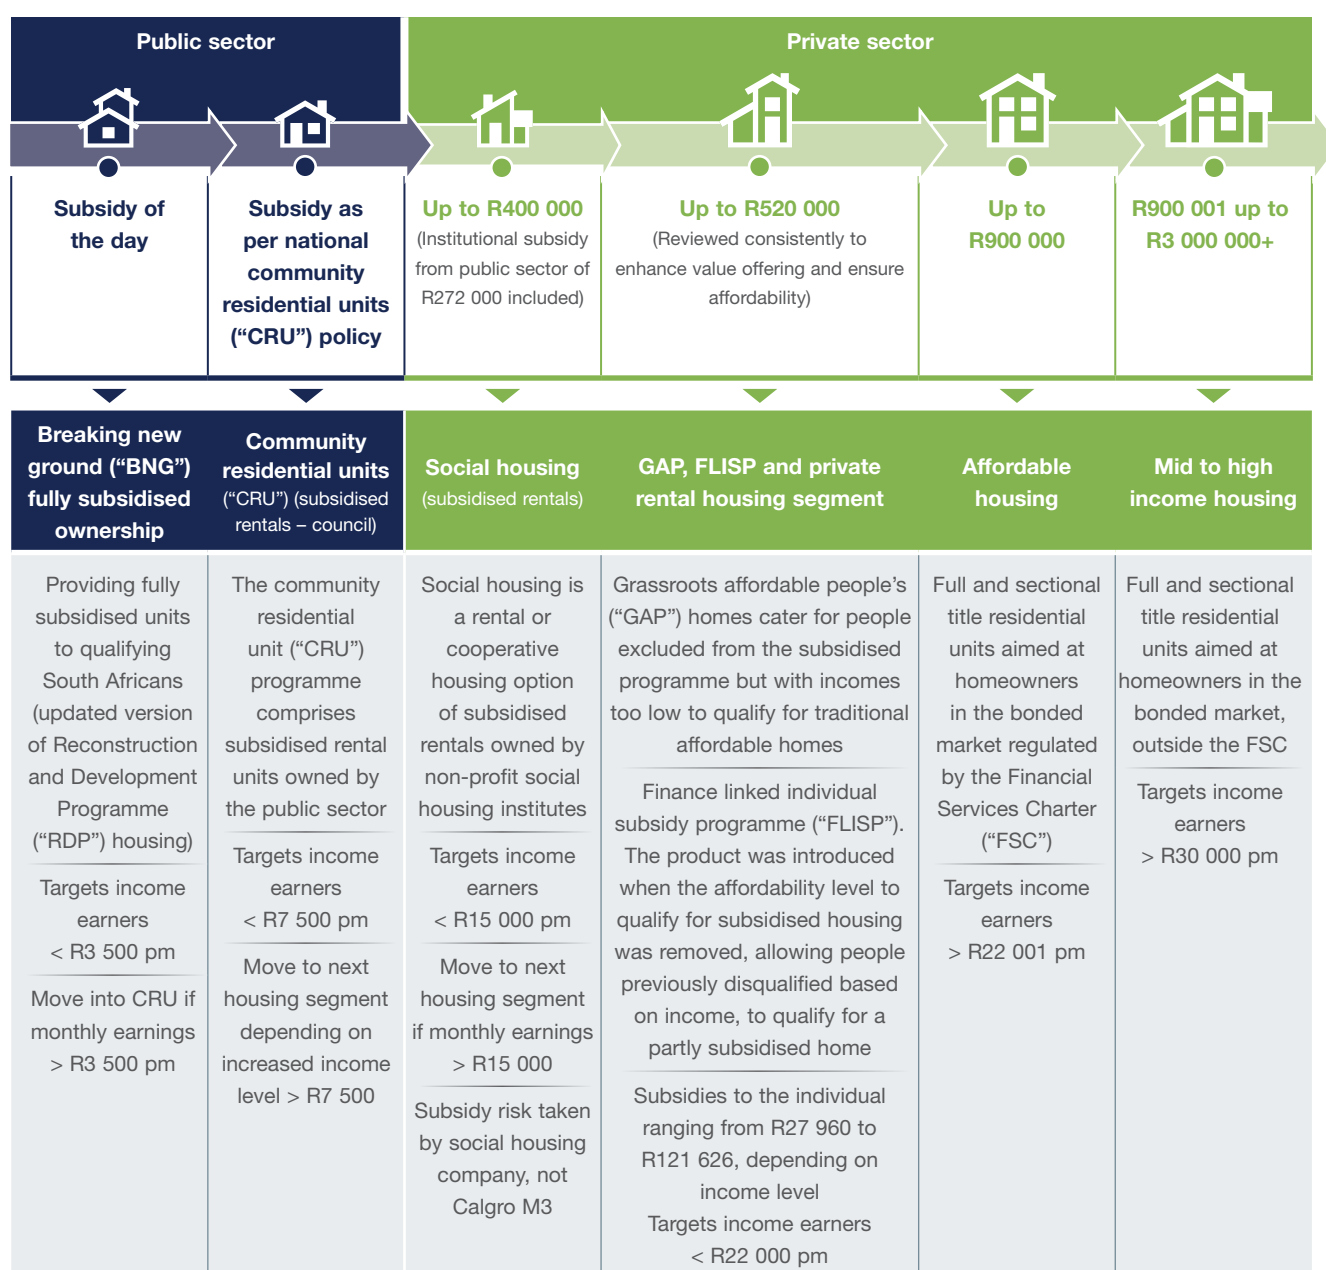 Public sector
Private sector
Subsidy of
the day
Subsidy as
per national
community
residential units
(“CRU”) policy
Up to R400 000
(Institutional subsidy
from public sector of
R272 000 included)
Up to R520 000
(Reviewed consistently to
enhance value offering and ensure
affordability)
Up to
R900 000
R900 001 up to
R3 000 000+
Breaking new
ground (“BNG”)
fully subsidised
ownership
Community
residential units
(“CRU”) (subsidised
rentals – council)
Social housing
(subsidised rentals)
GAP, FLISP and private
rental housing segment
Affordable
housing
Mid to high
income housing
Providing fully
subsidised units
to qualifying
South Africans
(updated version
of Reconstruction
and Development
Programme
(“RDP”) housing)
Targets income
earners
< R3 500 pm
Move into CRU if
monthly earnings
> R3 500 pm
The community
residential
unit (“CRU”)
programme
comprises
subsidised rental
units owned by
the public sector
Targets income
earners
< R7 500 pm
Move to next
housing segment
depending on
increased income
level > R7 500
Social housing is
a rental or
cooperative
housing option
of subsidised
rentals owned by
non-profit social
housing institutes
Targets income
earners
< R15 000 pm
Move to next
housing segment
if monthly earnings
> R15 000
Subsidy risk taken
by social housing
company, not
Calgro M3
Grassroots affordable people’s
(“GAP”) homes cater for people
excluded from the subsidised
programme but with incomes
too low to qualify for traditional
affordable homes
Finance linked individual
subsidy programme (“FLISP”).
The product was introduced
when the affordability level to
qualify for subsidised housing
was removed, allowing people
previously disqualified based
on income, to qualify for a
partly subsidised home
Subsidies to the individual
ranging from R27 960 to
R121 626, depending on
income level
Targets income earners
< R22 000 pm
Full and sectional
title residential
units aimed at
homeowners
in the bonded
market regulated
by the Financial
Services Charter
(“FSC”)
Targets income
earners
> R22 001 pm
Full and sectional
title residential
units aimed at
homeowners in the
bonded market,
outside the FSC
Targets income
earners
> R30 000 pm